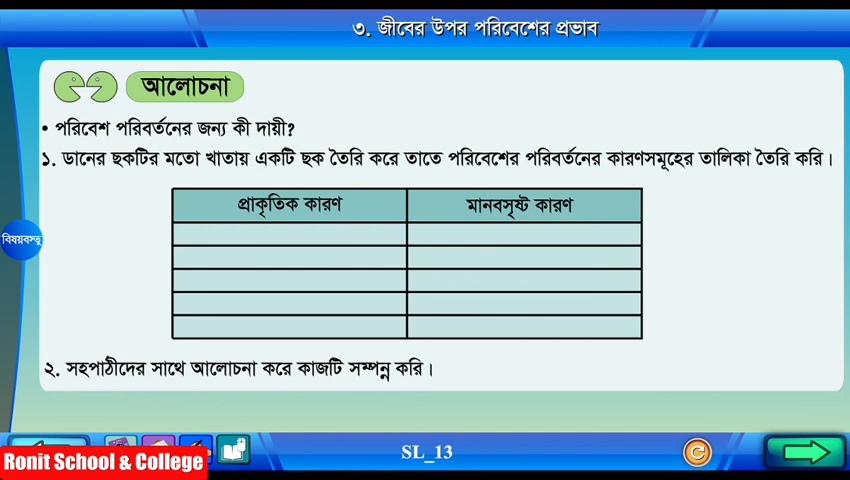 ৩. জীবের উপর পরিবেশের প্রভাব
আলোচনা
• পরিবেশ পরিবর্তনের জন্য কী দায়ী?
১. ডানের ছকটির মতো খাতায় একটি ছক তৈরি করে তাতে পরিবেশের পরিবর্তনের কারণসমূহের তালিকা তৈরি করি।
প্রাকৃতিক কারণ
মানবসৃষ্ট কারণ
বিষয়বস্তু
২. সহপাঠীদের সাথে আলোচনা করে কাজটি সম্পন্ন করি।
SL_13
Ronit School & College